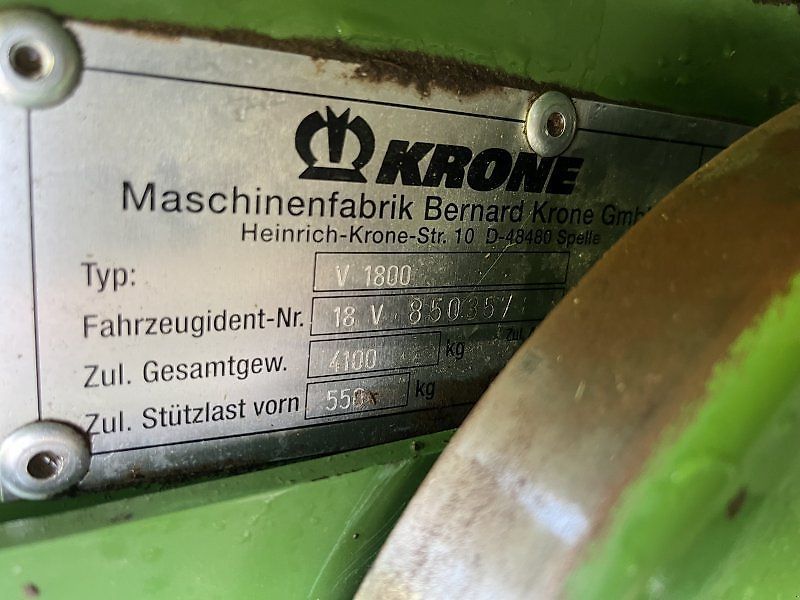 KRONE
Maschinenfabrik Bernard Krone
Heinrich-Krone-Str. 10 D-48480 Spelle
Typ: V 1800
Fahrzeugident-Nr. 18 V 850357
Zul. Gesamtgew. 4100 kg
Zul. Stützlast vorn 550 kg